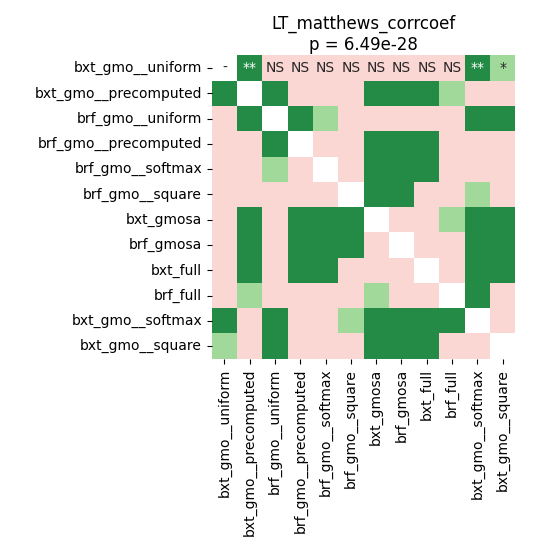 LT_matthews_corrcoef
p = 6.49e-28
bxt_gmo__uniform - ** NS NS NS NS NS NS NS NS ** *
bxt_gmo__precomputed
brf_gmo__uniform
brf_gmo__precomputed
brf_gmo__softmax
brf_gmo__square
bxt_gmosa
brf_gmosa
bxt_full
brf_full
bxt_gmo__softmax
bxt_gmo__square
bxt_gmo__uniform
bxt_gmo__precomputed
brf_gmo__uniform
brf_gmo__precomputed
brf_gmo__softmax
brf_gmo__square
bxt_gmosa
brf_gmosa
bxt_full
brf_full
bxt_gmo__softmax
bxt_gmo__square